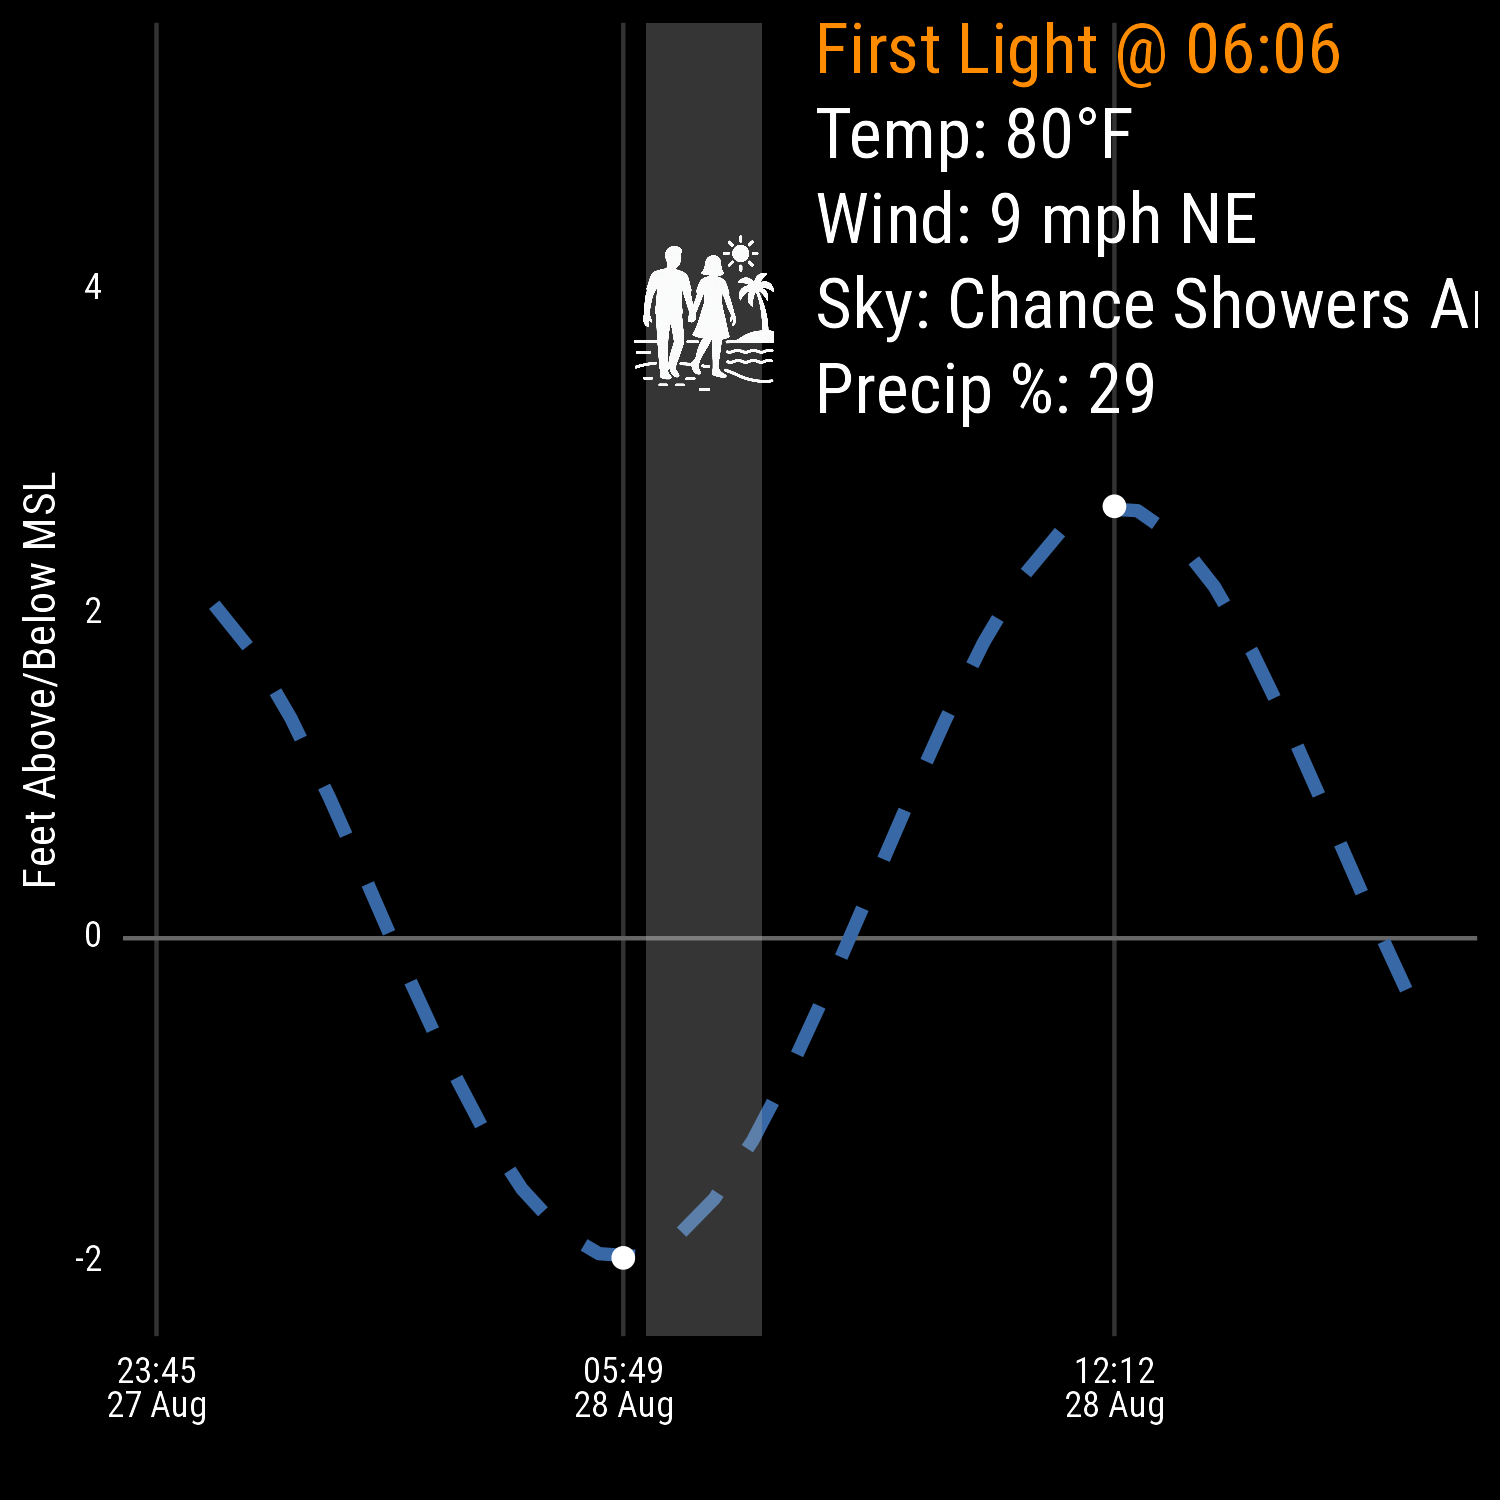 First Light @ 06:06
Temp: 80°F
Wind: 9 mph NE
Sky: Chance Showers
Precip %: 29
Feet Above/Below MSL
4
2
0
-2
23:45
27 Aug
05:49
28 Aug
12:12
28 Aug